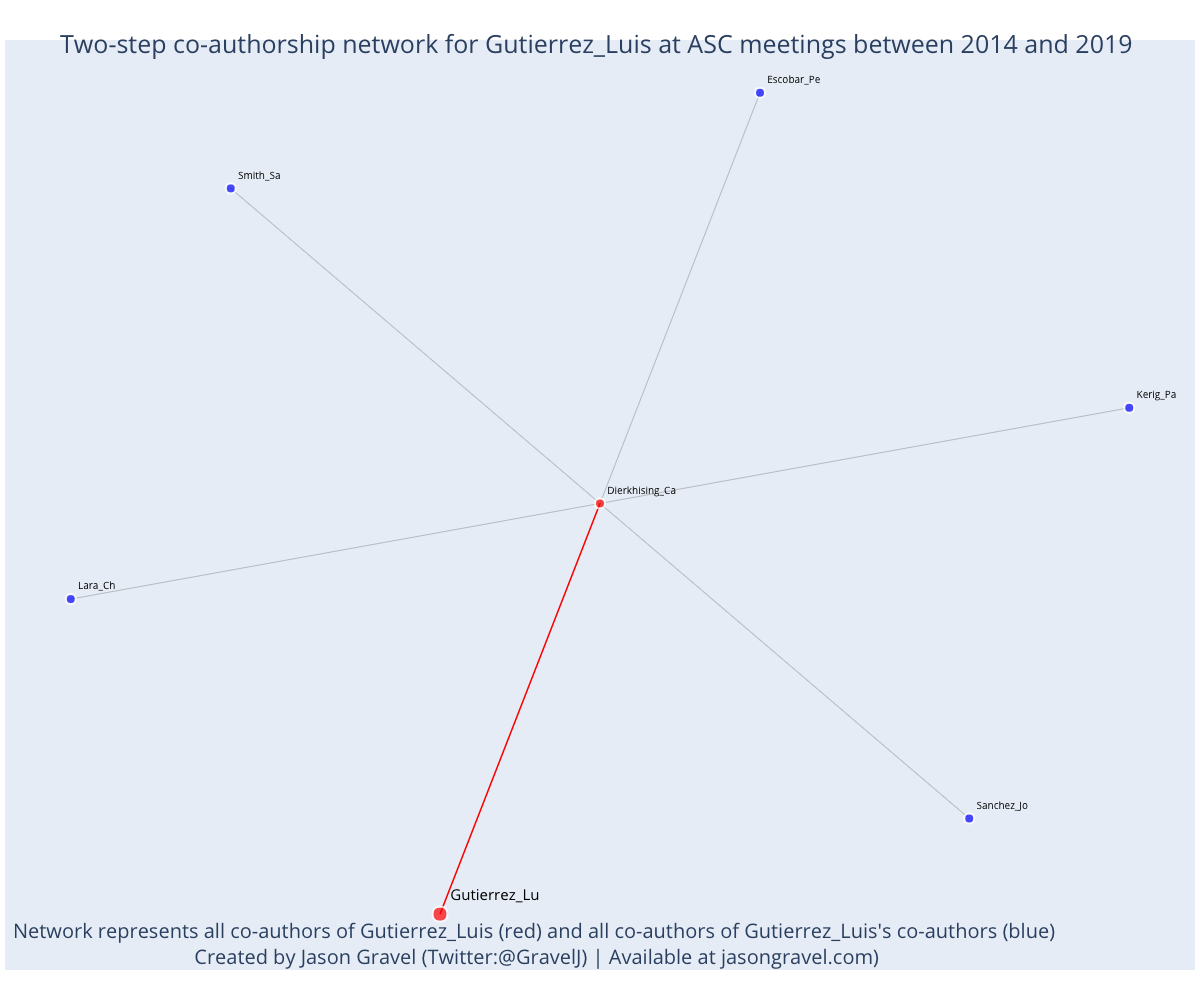 Two-step co-authorship network for Gutierrez_Luis at ASC meetings between 2014 and 2019
Escobar_Pe
Smith_Sa
Kerig_Pa
Dierkhising_Ca
Lara_Ch
Sanchez_Jo
Gutierrez_Lu
Network represents all co-authors of Gutierrez_Luis (red) and all co-authors of Gutierrez_Luis's co-authors (blue)
Created by Jason Gravel (Twitter:@GravelJ) | Available at jasongravel.com)